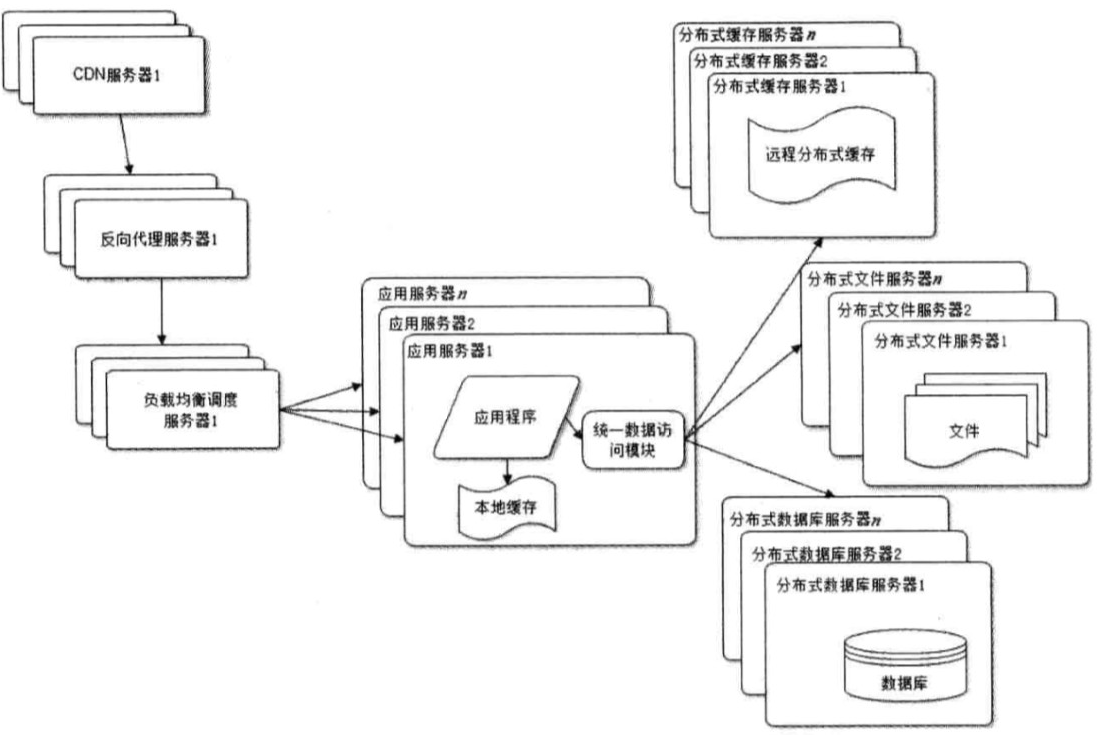 CDN服务器1
反向代理服务器1
负载均衡调度
服务器1
应用服务器n
应用服务器2
应用服务器1
应用程序
统一数据访
问模块
本地缓存
分布式缓存服务器n
分布式缓存服务器2
分布式缓存服务器1
远程分布式缓存
分布式文件服务器n
分布式文件服务器2
分布式文件服务器1
文件
分布式数据库服务器n
分布式数据库服务器2
分布式数据库服务器1
数据库